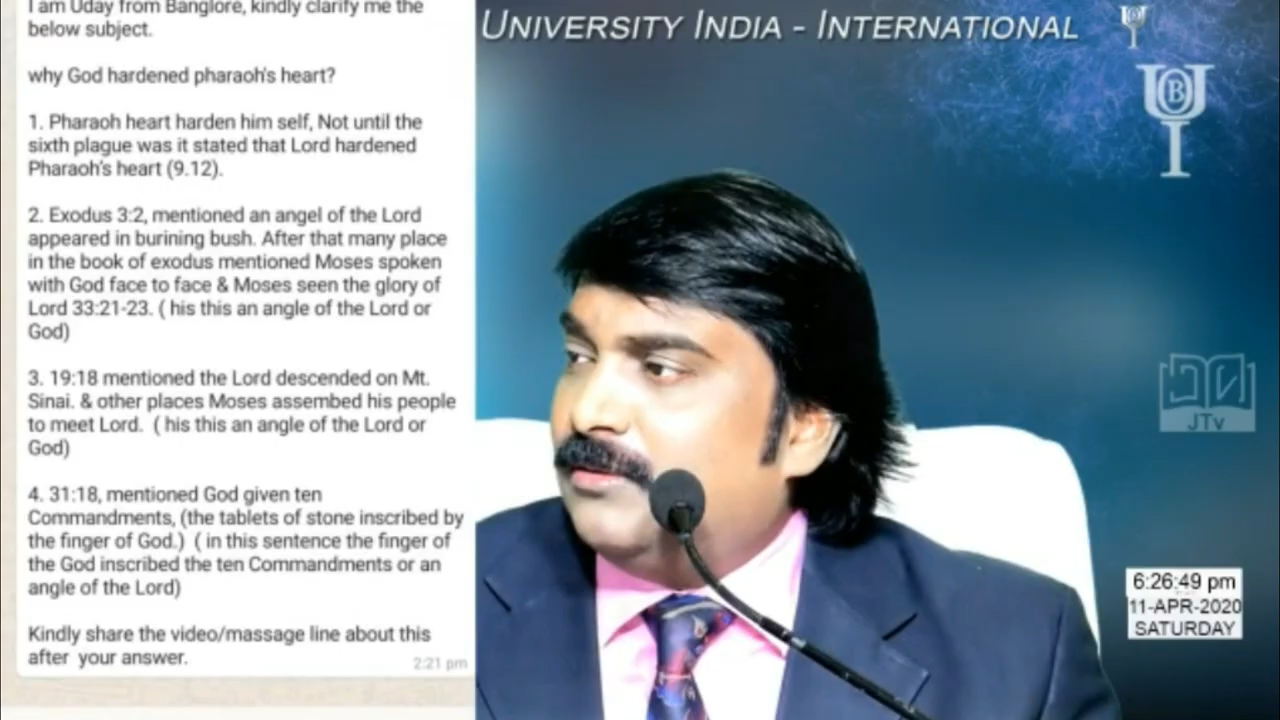 I am Uday from Banglore, kindly clarify me the
below subject.
why God hardened pharaoh's heart?
1. Pharaoh heart harden him self, Not until the
sixth plague was it stated that Lord hardened
Pharaoh's heart (9.12).
2. Exodus 3:2, mentioned an angel of the Lord
appeared in burining bush. After that many place
in the book of exodus mentioned Moses spoken
with God face to face & Moses seen the glory of
Lord 33:21-23. ( his this an angle of the Lord or
God)
3. 19:18 mentioned the Lord descended on Mt.
Sinai. & other places Moses assembed his people
to meet Lord.  ( his this an angle of the Lord or
God)
4. 31:18, mentioned God given ten
Commandments, (the tablets of stone inscribed by
the finger of God.)  ( in this sentence the finger of
the God inscribed the ten Commandments or an
angle of the Lord)
Kindly share the video/massage line about this
after  your answer.
2:21 pm
UNIVERSITY INDIA - INTERNATIONAL
UBI
JTv
6:26:49 pm
11-APR-2020
SATURDAY